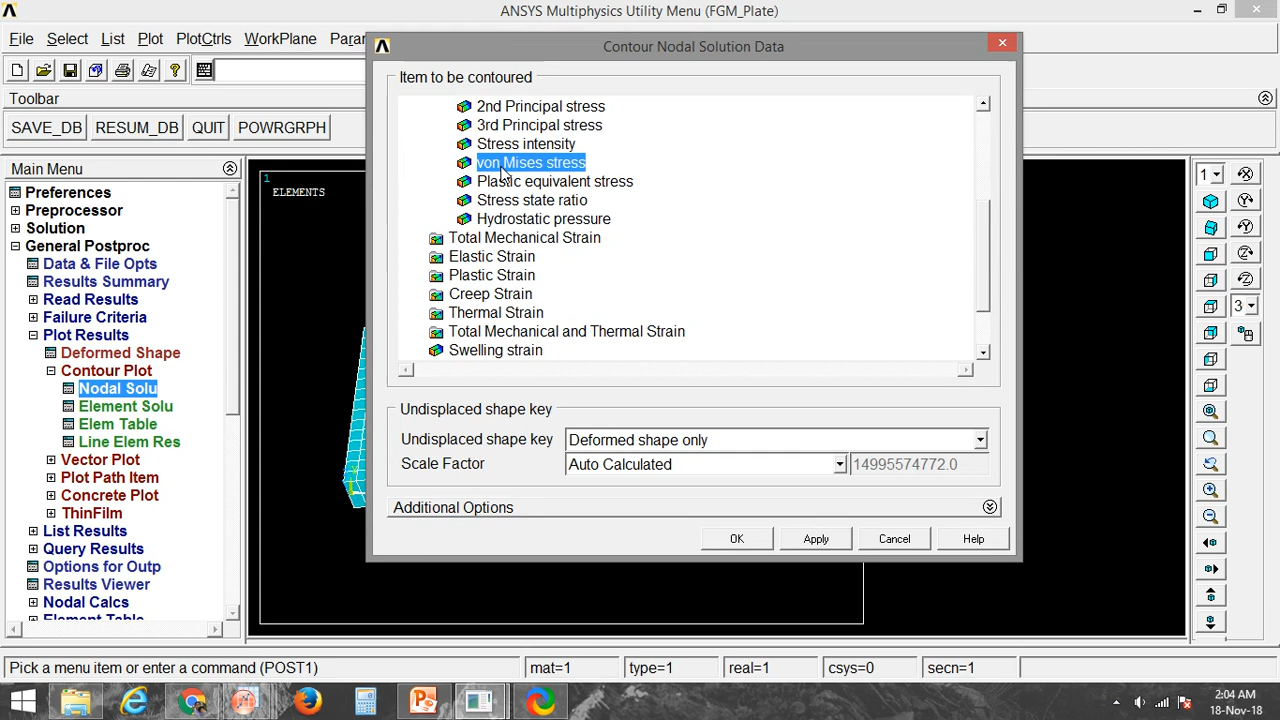 ANSYS Multiphysics Utility Menu (FGM_Plate)
File Select List Plot PlotCtrls WorkPlane Parar
Contour Nodal Solution Data
Toolbar
SAVE_DB RESUM_DB QUIT POWRGRPH
Main Menu
Preferences
Preprocessor
Solution
General Postproc
Data & File Opts
Results Summary
Read Results
Failure Criteria
Plot Results
Deformed Shape
Contour Plot
Nodal Solu
Element Solu
Elem Table
Line Elem Res
Vector Plot
Plot Path Item
Concrete Plot
ThinFilm
List Results
Query Results
Options for Outp
Results Viewer
Nodal Calcs
Element Table
1
ELEMENTS
Item to be contoured
2nd Principal stress
3rd Principal stress
Stress intensity
von Mises stress
Plastic equivalent stress
Stress state ratio
Hydrostatic pressure
Total Mechanical Strain
Elastic Strain
Plastic Strain
Creep Strain
Thermal Strain
Total Mechanical and Thermal Strain
Swelling strain
Undisplaced shape key
Undisplaced shape key Deformed shape only
Scale Factor Auto Calculated 14995574772.0
Additional Options
OK Apply Cancel Help
1
3
Pick a menu item or enter a command (POST1) mat=1 type=1 real=1 csys=0 secn=1
2:04 AM
18-Nov-18